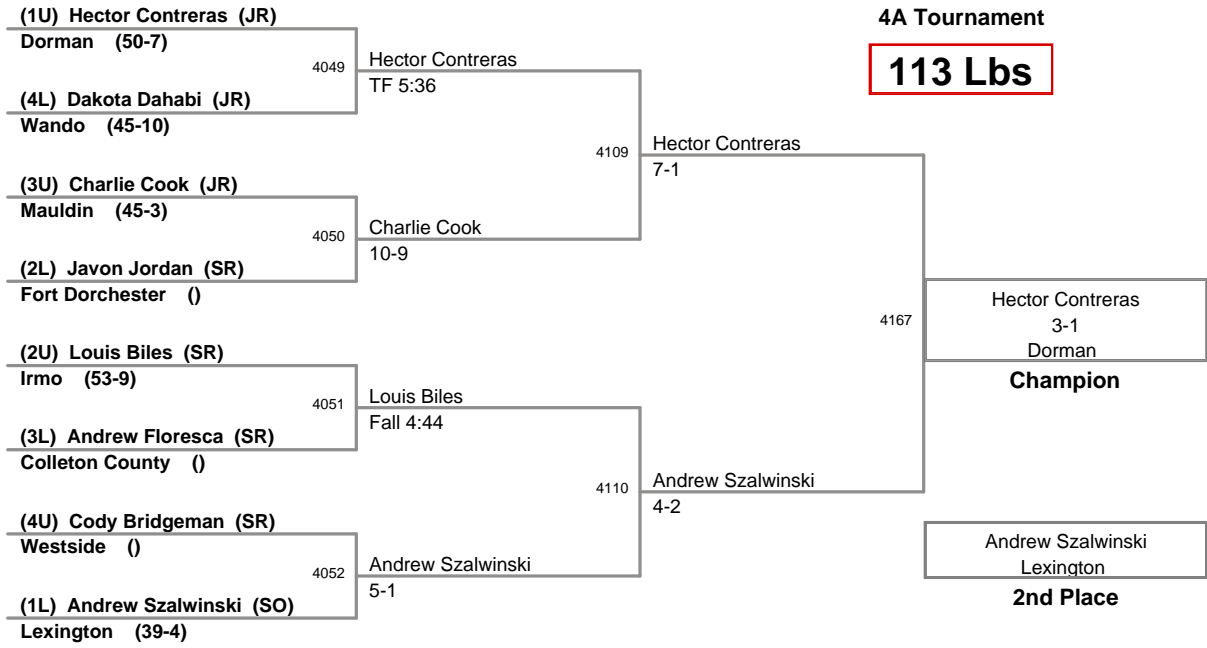 4A Tournament
113 Lbs
(1U) Hector Contreras (JR)
Dorman (50-7)
4049
(4L) Dakota Dahabi (JR)
Wando (45-10)
Hector Contreras
TF 5:36
(3U) Charlie Cook (JR)
Mauldin (45-3)
4050
(2L) Javon Jordan (SR)
Fort Dorchester ()
Charlie Cook
10-9
4109
Hector Contreras
7-1
(2U) Louis Biles (SR)
Irmo (53-9)
4051
(3L) Andrew Floresca (SR)
Colleton County ()
Louis Biles
Fall 4:44
(4U) Cody Bridgeman (SR)
Westside ()
4052
(1L) Andrew Szalwinski (SO)
Lexington (39-4)
Andrew Szalwinski
5-1
4110
Andrew Szalwinski
4-2
4167
Hector Contreras
3-1
Dorman
Champion
Andrew Szalwinski
Lexington
2nd Place